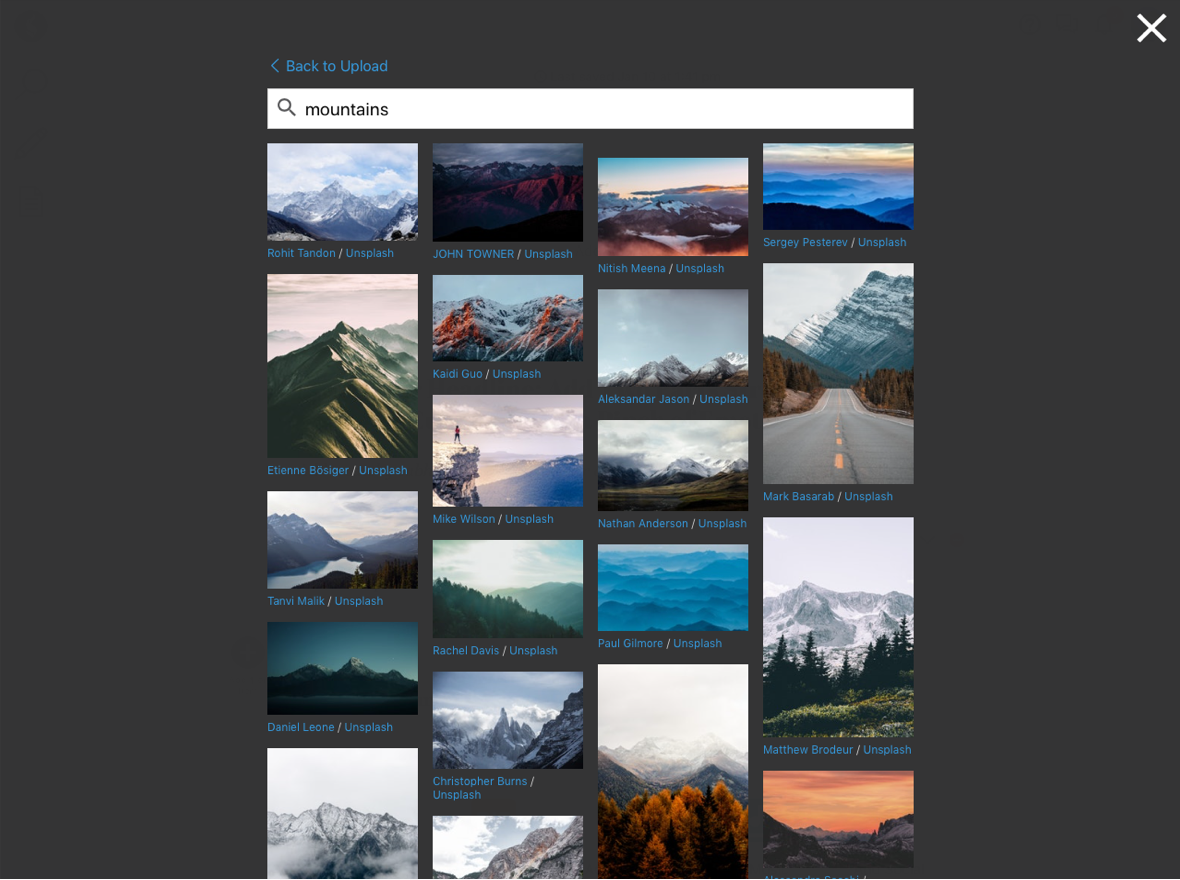 Back to Upload
mountains
Rohit Tandon / Unsplash
Etienne Bösiger / Unsplash
Tanvi Malik / Unsplash
Daniel Leone / Unsplash
JOHN TOWNER / Unsplash
Kaidi Guo / Unsplash
Mike Wilson / Unsplash
Rachel Davis / Unsplash
Christopher Burns /
Unsplash
Nitish Meena / Unsplash
Aleksandar Jason / Unsplash
Nathan Anderson / Unsplash
Paul Gilmore / Unsplash
Sergey Pesterev / Unsplash
Mark Basarab / Unsplash
Matthew Brodeur / Unsplash